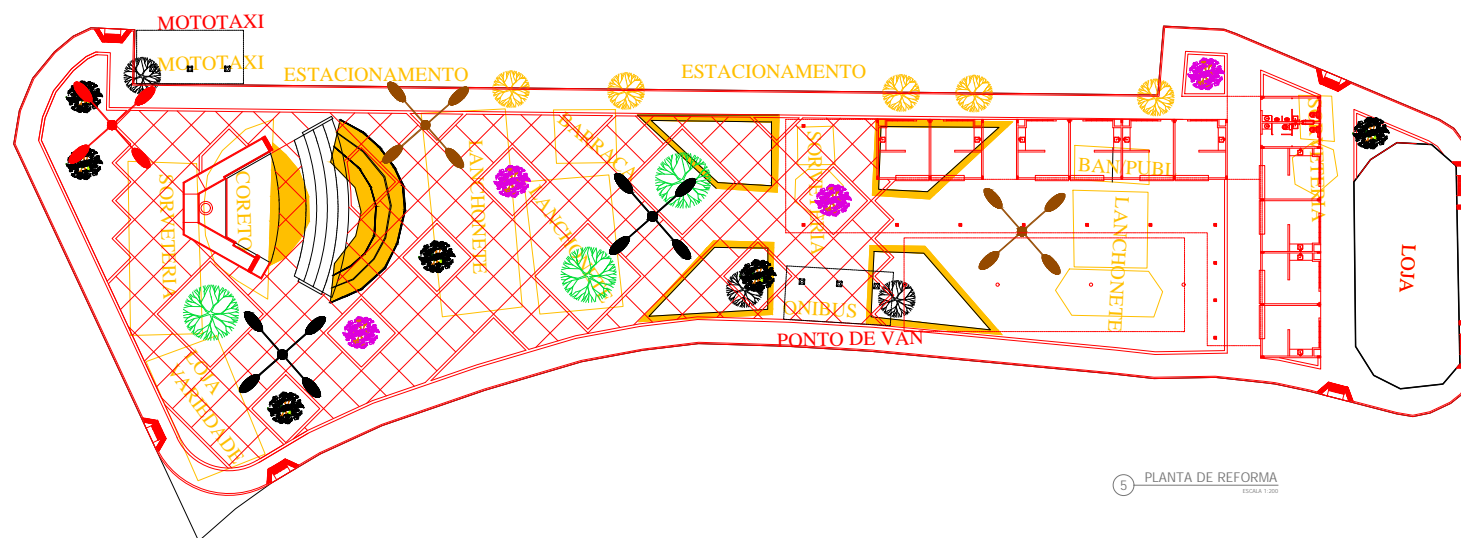 MOTOTAXI
MOTOTAXI
ESTACIONAMENTO
ESTACIONAMENTO
SORVETERIA
CORETO
LANCHONETE
BARRACA
LANCHONETE
SORVETERIA
BAN/PUBI
LANCHONETE
LOJA
LOJA
VARIEDADE
ONIBUS
PONTO DE VAN
5
PLANTA DE REFORMA
ESCALA 1:200